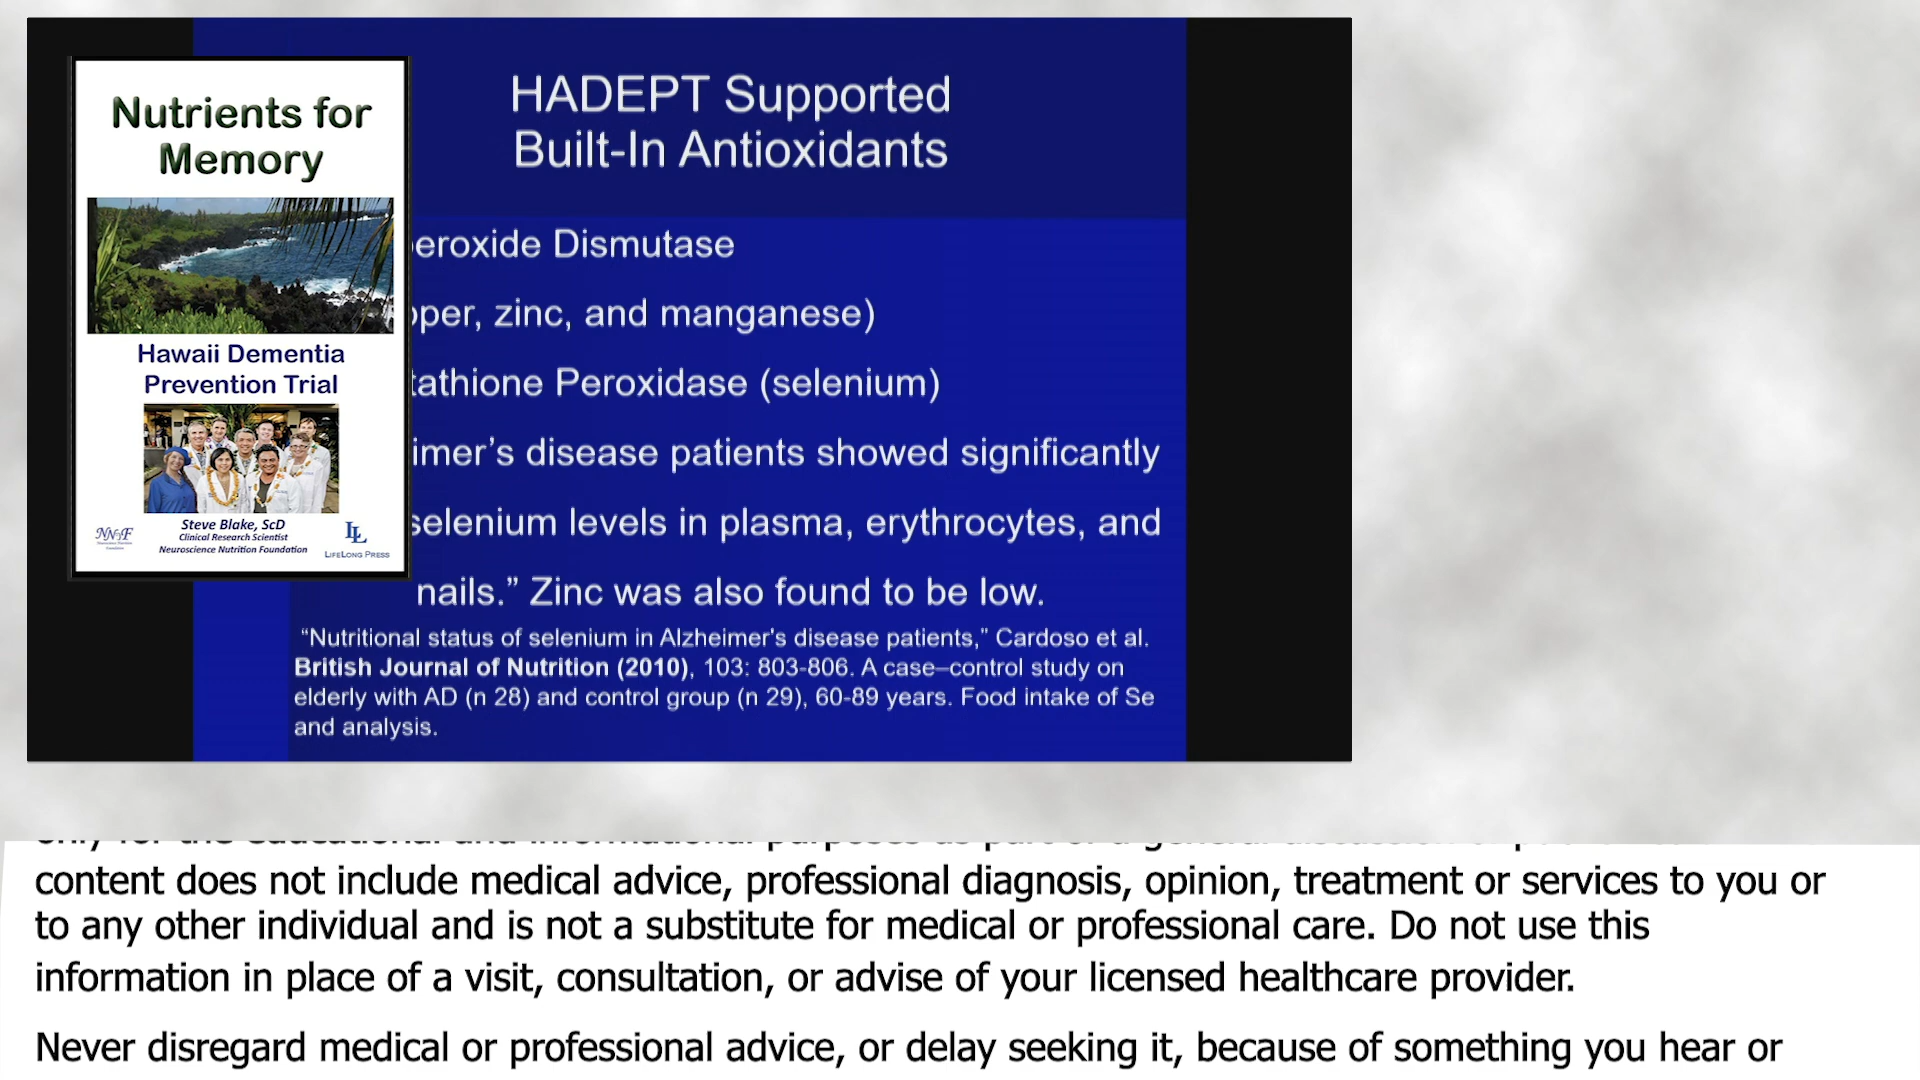 HADEPT Supported
Built-In Antioxidants
Nutrients for
Memory
Hawaii Dementia
Prevention Trial
Steve Blake, ScD
Clinical Research Scientist
Neuroscience Nutrition Foundation
NNF
LL
LIFELONG PRESS
eroxide Dismutase
pper, zinc, and manganese)
tathione Peroxidase (selenium)
imer’s disease patients showed significantly
selenium levels in plasma, erythrocytes, and
nails.” Zinc was also found to be low.
“Nutritional status of selenium in Alzheimer's disease patients,” Cardoso et al.
British Journal of Nutrition (2010), 103: 803-806. A case–control study on
elderly with AD (n 28) and control group (n 29), 60-89 years. Food intake of Se
and analysis.
content does not include medical advice, professional diagnosis, opinion, treatment or services to you or
to any other individual and is not a substitute for medical or professional care. Do not use this
information in place of a visit, consultation, or advise of your licensed healthcare provider.
Never disregard medical or professional advice, or delay seeking it, because of something you hear or